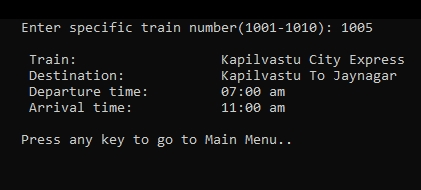 Enter specific train number(1001-1010): 1005
Train: Kapilvastu City Express
Destination: Kapilvastu To Jaynagar
Departure time: 07:00 am
Arrival time: 11:00 am
Press any key to go to Main Menu..